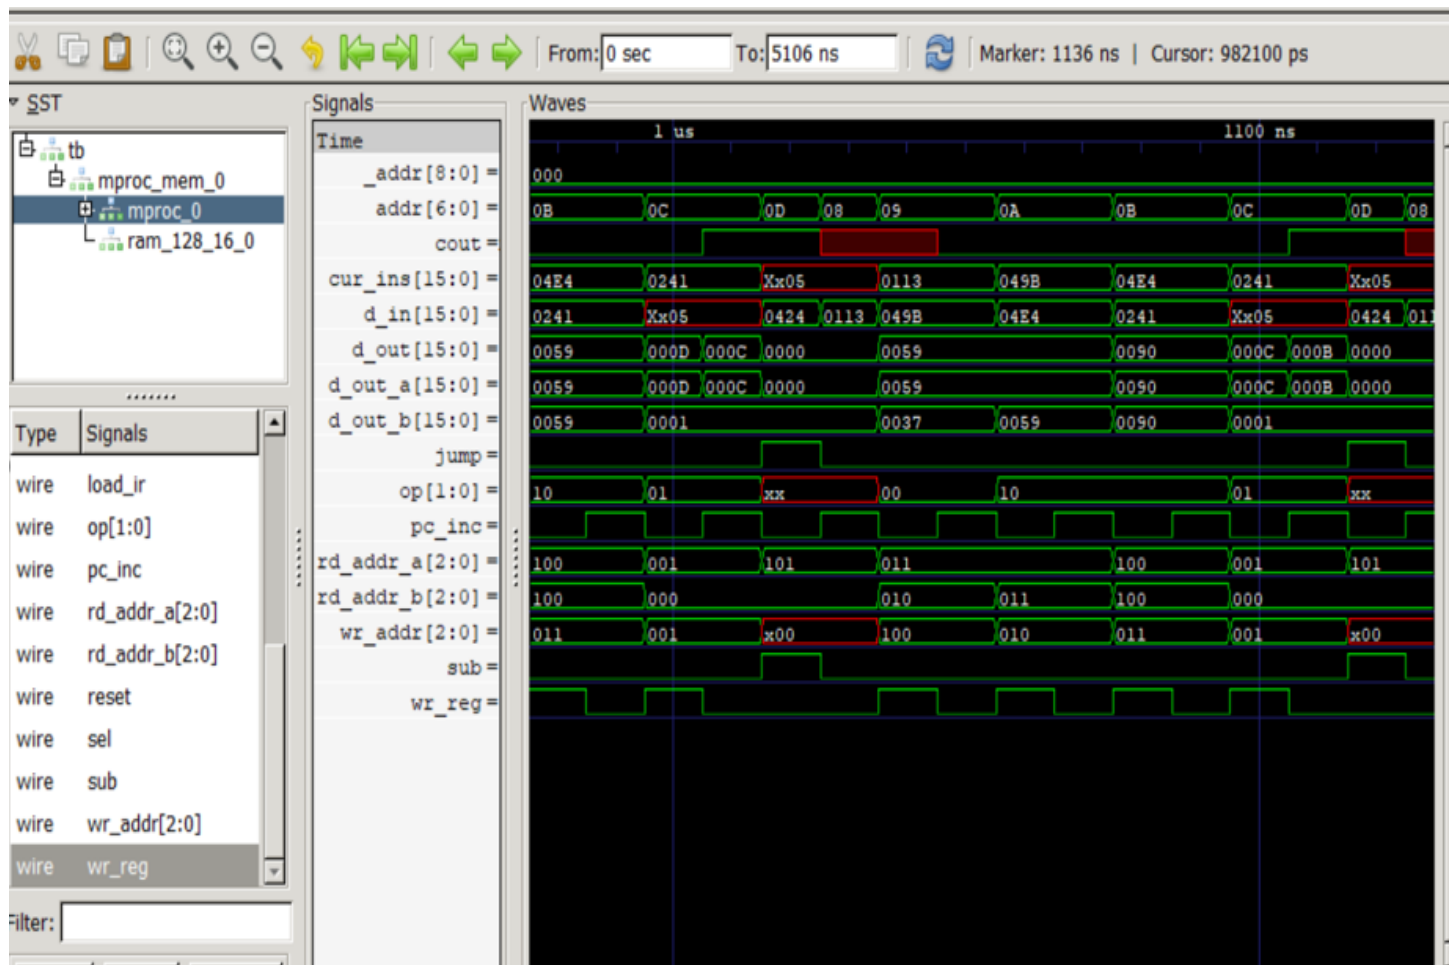 From: 0 sec To: 5106 ns Marker: 1136 ns | Cursor: 982100 ps
SST
tb
mproc_mem_0
mproc_0
ram_128_16_0
Type Signals
wire load_ir
wire op[1:0]
wire pc_inc
wire rd_addr_a[2:0]
wire rd_addr_b[2:0]
wire reset
wire sel
wire sub
wire wr_addr[2:0]
wire wr_reg
Filter:
Signals
Waves
Time 1 us 1100 ns
_addr[8:0] = 000
addr[6:0] = 0B 0C 0D 08 09 0A 0B 0C 0D 08
cout =
cur_ins[15:0] = 04E4 0241 Xx05 0113 049B 04E4 0241 Xx05
d_in[15:0] = 0241 Xx05 0424 0113 049B 04E4 0241 Xx05 0424 011
d_out[15:0] = 0059 000D 000C 0000 0059 0090 000C 000B 0000
d_out_a[15:0] = 0059 000D 000C 0000 0059 0090 000C 000B 0000
d_out_b[15:0] = 0059 0001 0037 0059 0090 0001
jump =
op[1:0] = 10 01 xx 00 10 01 xx
pc_inc =
rd_addr_a[2:0] = 100 001 101 011 100 001 101
rd_addr_b[2:0] = 100 000 010 011 100 000
wr_addr[2:0] = 011 001 x00 100 010 011 001 x00
sub =
wr_reg =